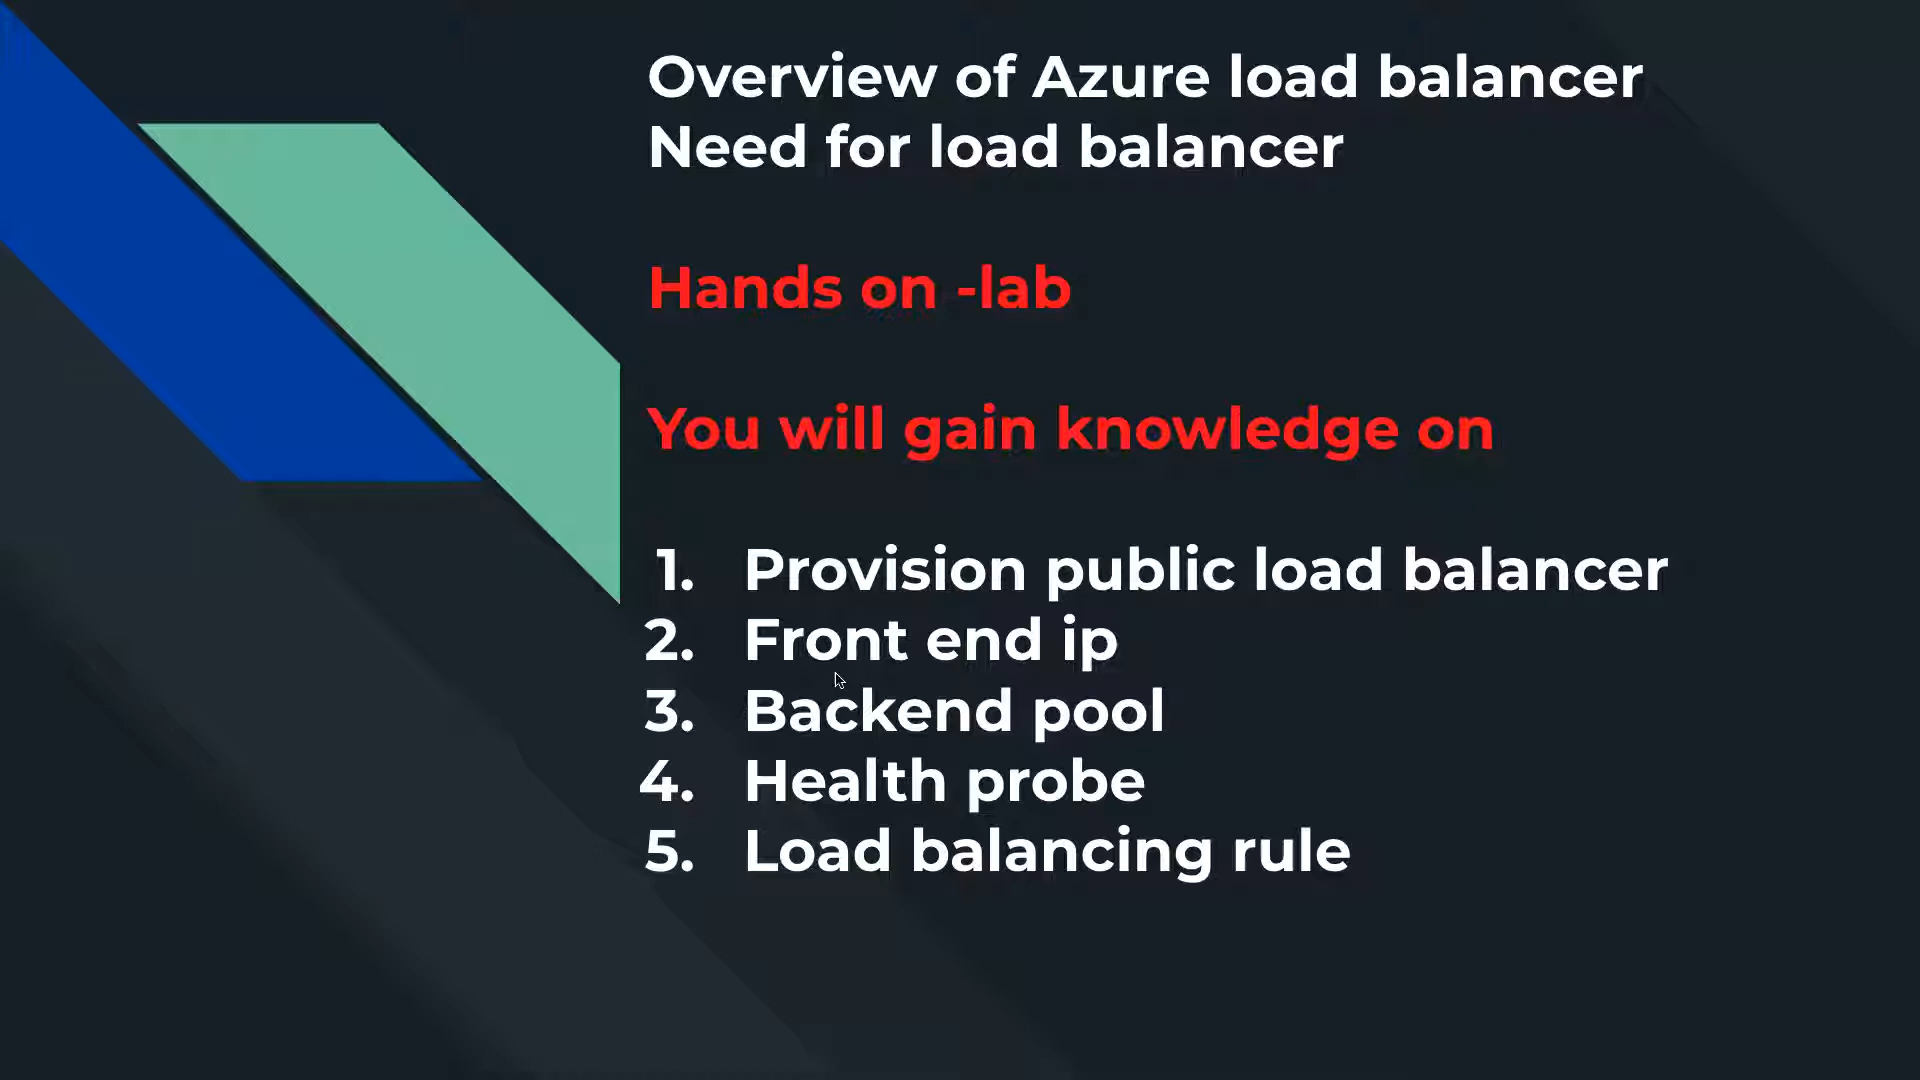 Overview of Azure load balancer
Need for load balancer
Hands on -lab
You will gain knowledge on
1. Provision public load balancer
2. Front end ip
3. Backend pool
4. Health probe
5. Load balancing rule